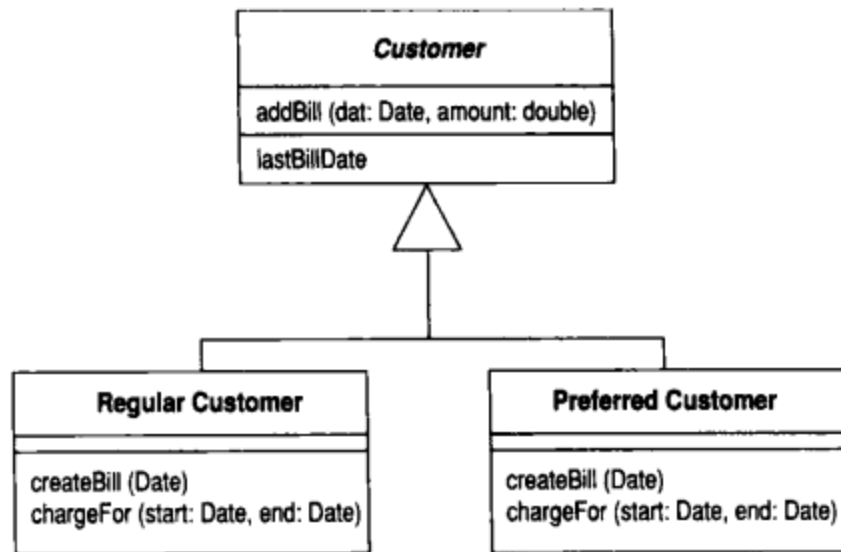 Customer
addBill (dat: Date, amount: double)
lastBillDate
Regular Customer
createBill (Date)
chargeFor (start: Date, end: Date)
Preferred Customer
createBill (Date)
chargeFor (start: Date, end: Date)